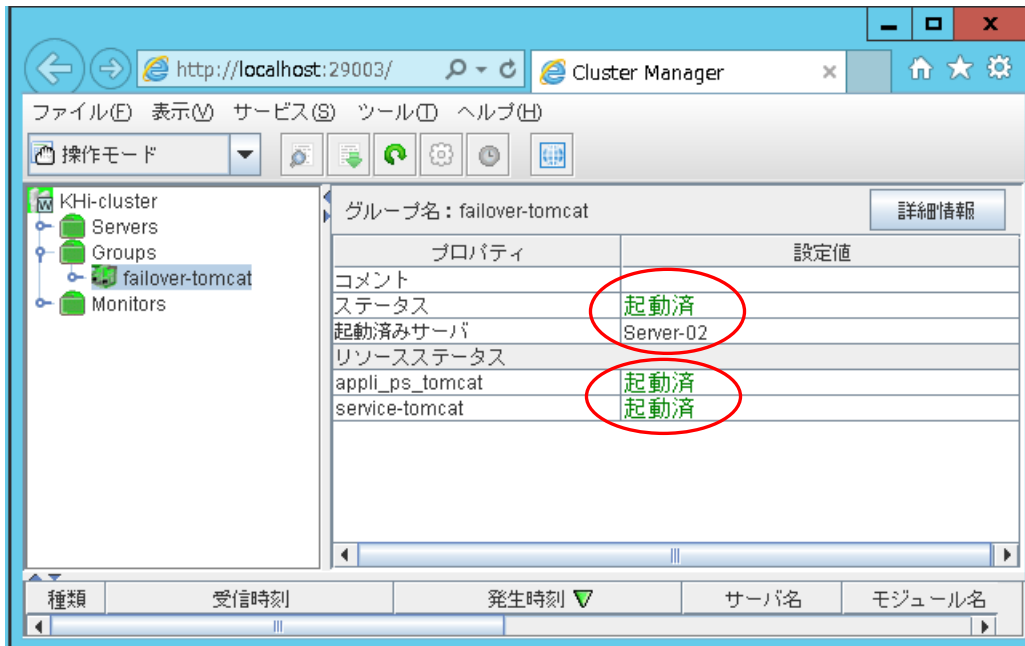 http://localhost:29003/
Cluster Manager
ファイル(F) 表示(V) サービス(S) ツール(T) ヘルプ(H)
操作モード
KHi-cluster
Servers
Groups
failover-tomcat
Monitors
グループ名 : failover-tomcat
詳細情報
プロパティ 設定値
コメント
ステータス 起動済
起動済みサーバ Server-02
リソースステータス
appli_ps_tomcat 起動済
service-tomcat 起動済
種類 受信時刻 発生時刻 サーバ名 モジュール名